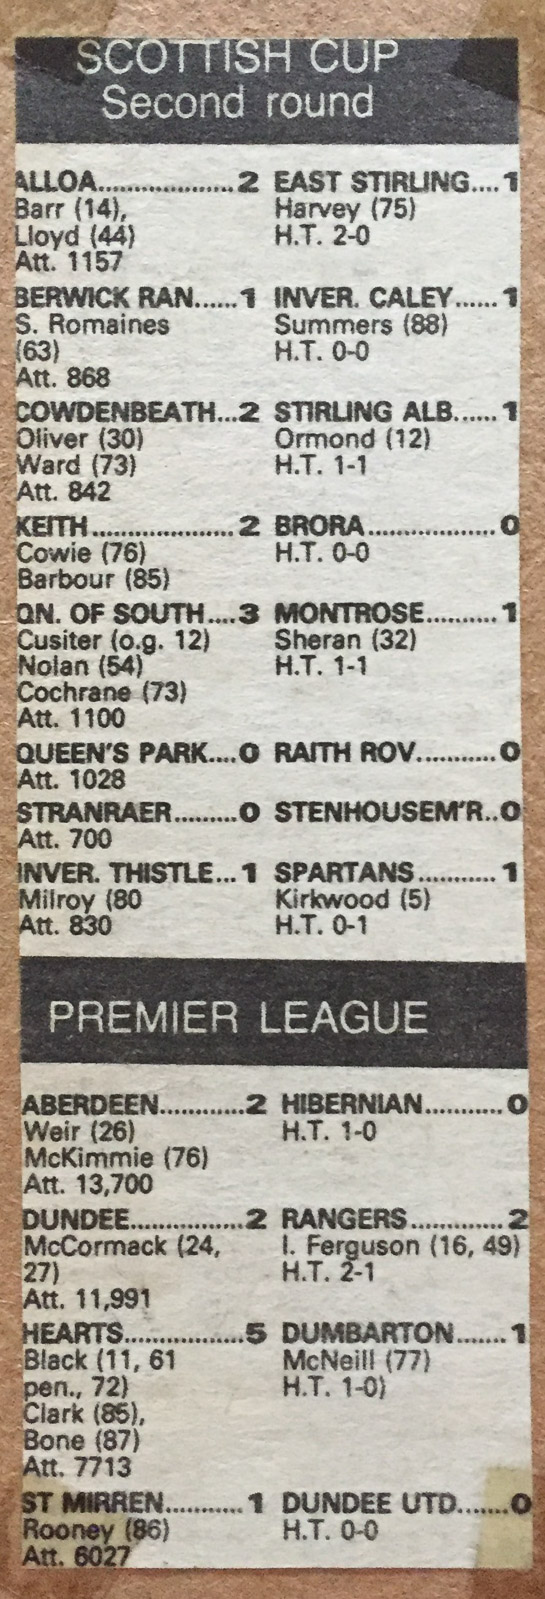 SCOTTISH CUP
Second round
ALLOA....................2 EAST STIRLING....1
Barr (14), Harvey (75)
Lloyd (44) H.T. 2-0
Att. 1157
BERWICK RAN......1 INVER. CALEY......1
S. Romaines Summers (88)
(63) H.T. 0-0
Att. 868
COWDENBEATH...2 STIRLING ALB......1
Oliver (30) Ormond (12)
Ward (73) H.T. 1-1
Att. 842
KEITH.....................2 BRORA...................0
Cowie (76) H.T. 0-0
Barbour (85)
QN. OF SOUTH....3 MONTROSE..........1
Cusiter (o.g. 12) Sheran (32)
Nolan (54) H.T. 1-1
Cochrane (73)
Att. 1100
QUEEN'S PARK....0 RAITH ROV............0
Att. 1028
STRANRAER.........0 STENHOUSEM'R..0
Att. 700
INVER. THISTLE...1 SPARTANS...........1
Milroy (80 Kirkwood (5)
Att. 830 H.T. 0-1
PREMIER LEAGUE
ABERDEEN............2 HIBERNIAN...........0
Weir (26) H.T. 1-0
McKimmie (76)
Att. 13,700
DUNDEE................2 RANGERS.............2
McCormack (24, I. Ferguson (16, 49)
27) H.T. 2-1
Att. 11,991
HEARTS.................5 DUMBARTON.......1
Black (11, 61 McNeill (77)
pen., 72) H.T. 1-0)
Clark (85),
Bone (87)
Att. 7713
ST MIRREN...........1 DUNDEE UTD.......0
Rooney (86) H.T. 0-0
Att. 6027